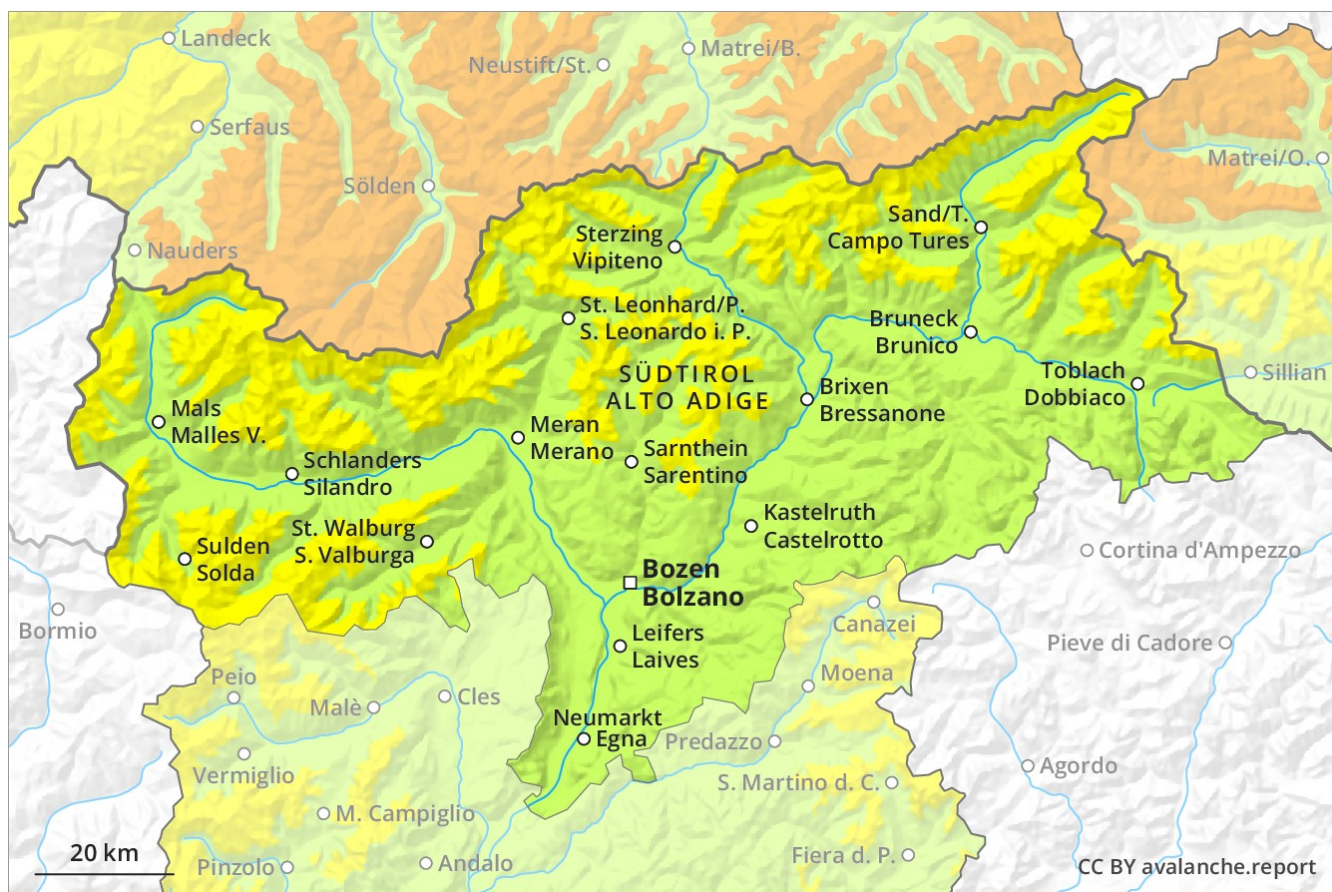 Landeck
Matrei/B.
Neustift/St.
Serfaus
Matrei/O.
Sölden
Sand/T.
Campo Tures
Sterzing
Vipiteno
Nauders
St. Leonhard/P.
S. Leonardo i. P.
Bruneck
Brunico
SÜDTIROL
ALTO ADIGE
Toblach
Dobbiaco
Sillian
Brixen
Bressanone
Mals
Malles V.
Meran
Merano
Sarnthein
Sarentino
Schlanders
Silandro
Kastelruth
Castelrotto
St. Walburg
S. Valburga
Sulden
Solda
Cortina d'Ampezzo
Bozen
Bolzano
Bormio
Canazei
Leifers
Laives
Pieve di Cadore
Peio
Moena
Malè
Cles
Neumarkt
Egna
Predazzo
Vermiglio
Agordo
S. Martino d. C.
M. Campiglio
20 km
Pinzolo
Andalo
Fiera d. P.
CC BY avalanche.report